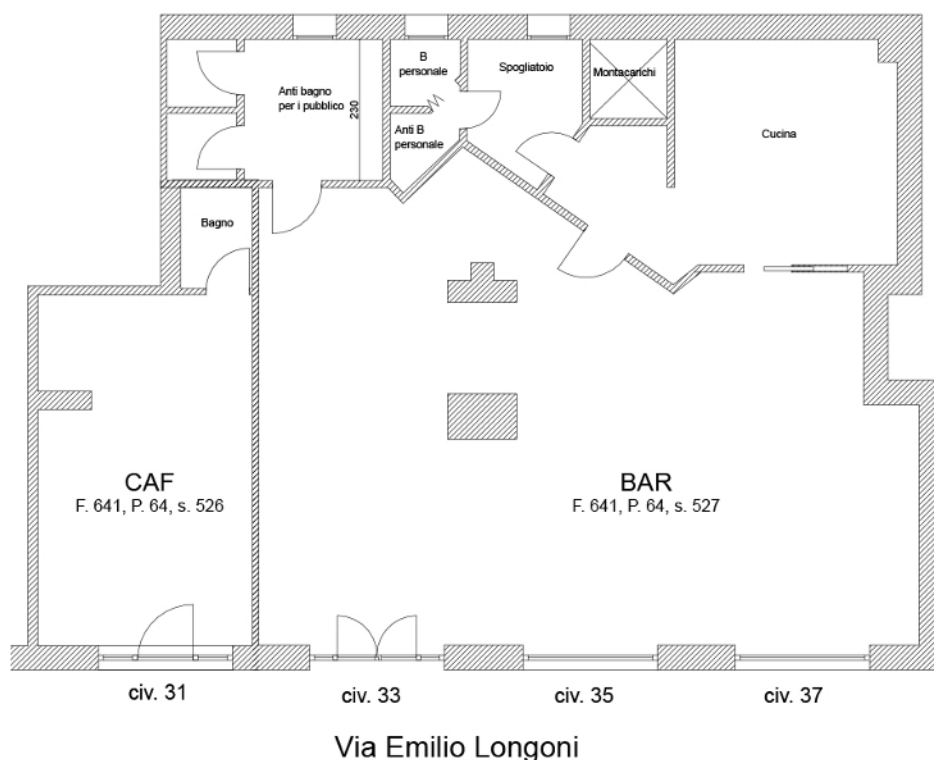 B
personale
Spogliatoio
Montacarichi
Anti bagno
per i pubblico
230
Anti B
personale
Cucina
Bagno
CAF
F. 641, P. 64, s. 526
BAR
F. 641, P. 64, s. 527
civ. 31
civ. 33
civ. 35
civ. 37
Via Emilio Longoni